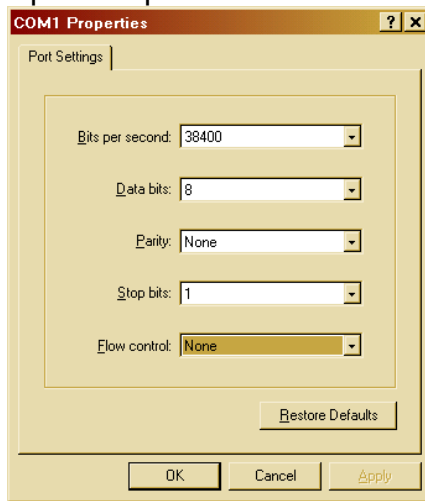 COM1 Properties
Port Settings
Bits per second: 38400
Data bits: 8
Parity: None
Stop bits: 1
Flow control: None
Restore Defaults
OK Cancel Apply